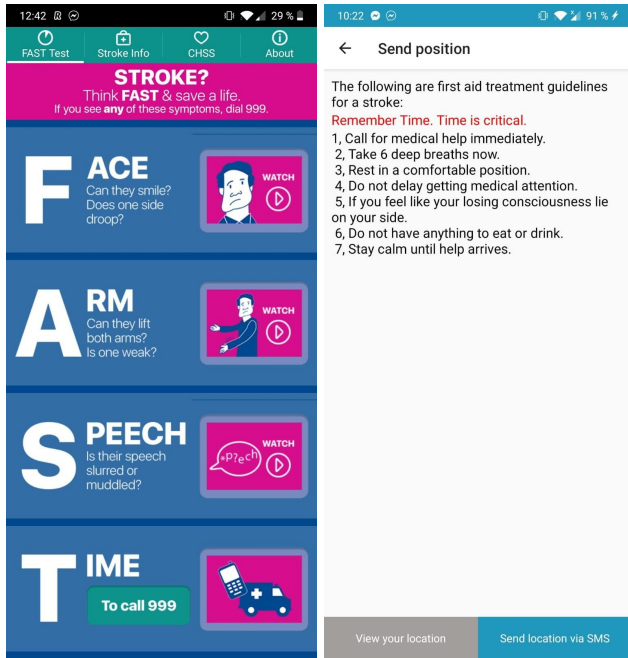 12:42
29 %
FAST Test
Stroke Info
CHSS
About
STROKE?
Think FAST & save a life.
If you see any of these symptoms, dial 999.
FACE
Can they smile?
Does one side
droop?
WATCH
ARM
Can they lift
both arms?
Is one weak?
WATCH
SPEECH
Is their speech
slurred or
muddled?
*P?ech
WATCH
TIME
To call 999
10:22
91 %
Send position
The following are first aid treatment guidelines
for a stroke:
Remember Time. Time is critical.
1, Call for medical help immediately.
2, Take 6 deep breaths now.
3, Rest in a comfortable position.
4, Do not delay getting medical attention.
5, If you feel like your losing consciousness lie
on your side.
6, Do not have anything to eat or drink.
7, Stay calm until help arrives.
View your location
Send location via SMS